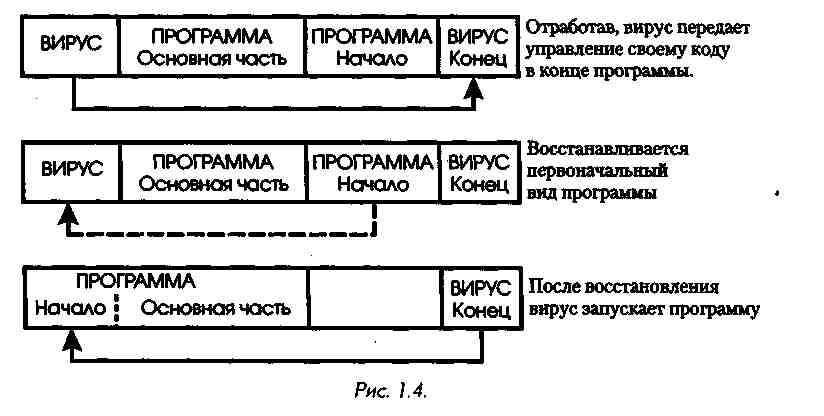 ВИРУС
ПРОГРАММА
Основная часть
ПРОГРАММА
Начало
ВИРУС
Конец
Отработав, вирус передает
управление своему коду
в конце программы.
ВИРУС
ПРОГРАММА
Основная часть
ПРОГРАММА
Начало
ВИРУС
Конец
Восстанавливается
первоначальный
вид программы
ПРОГРАММА
Начало
Основная часть
ВИРУС
Конец
После восстановления
вирус запускает программу
Рис. 1.4.